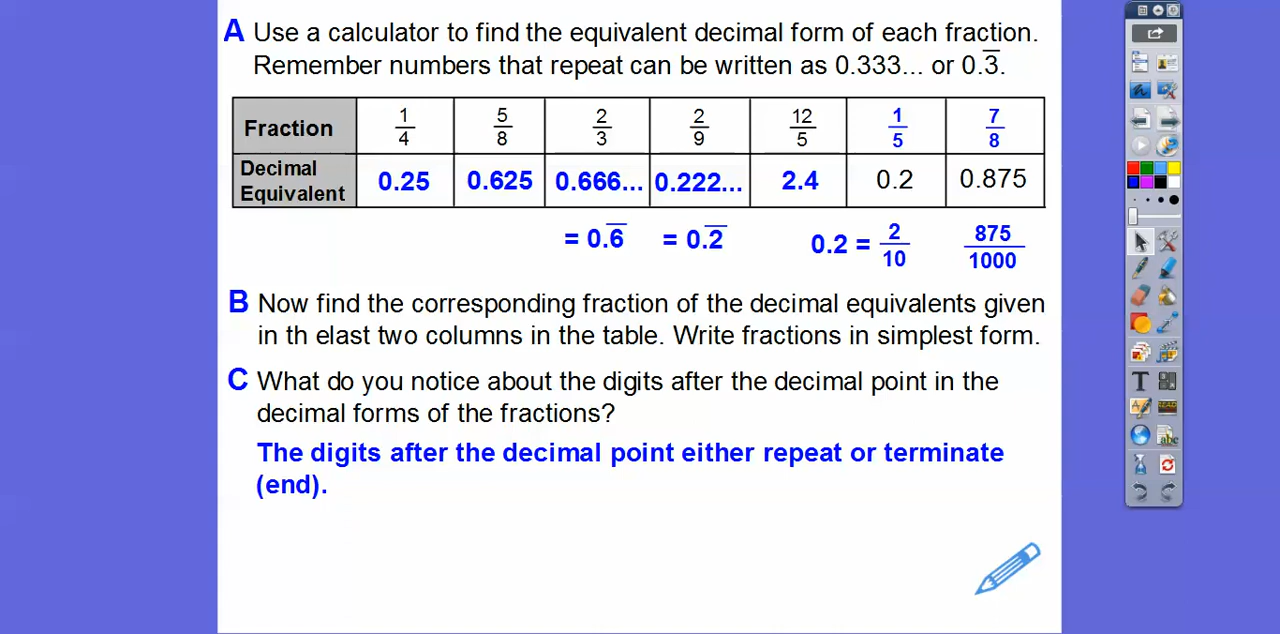 A Use a calculator to find the equivalent decimal form of each fraction.
Remember numbers that repeat can be written as 0.333... or 0.3̅.
Fraction 1/4 5/8 2/3 2/9 12/5 1/5 7/8
Decimal Equivalent 0.25 0.625 0.666... 0.222... 2.4 0.2 0.875
= 0.6̅ = 0.2̅ 0.2 = 2/10 875/1000
B Now find the corresponding fraction of the decimal equivalents given
in th elast two columns in the table. Write fractions in simplest form.
C What do you notice about the digits after the decimal point in the
decimal forms of the fractions?
The digits after the decimal point either repeat or terminate
(end).